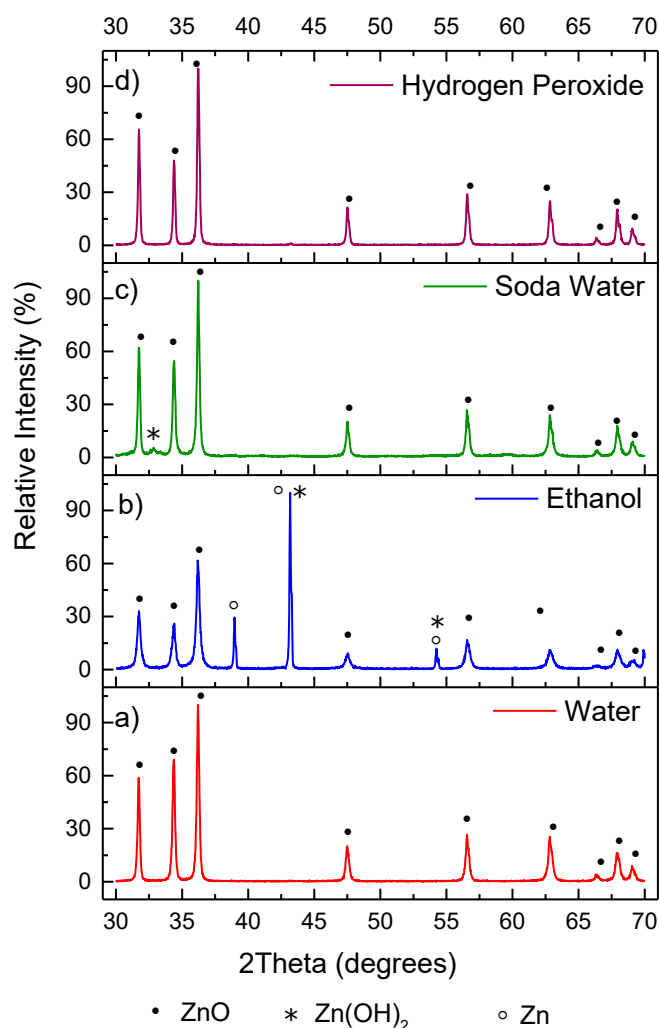 30 35 40 45 50 55 60 65 70
d)
Hydrogen Peroxide
90
60
30
0
c)
Soda Water
90
60
30
0
*
b)
Ethanol
90
60
30
0
*
*
a)
Water
90
60
30
0
Relative Intensity (%)
30 35 40 45 50 55 60 65 70
2Theta (degrees)
• ZnO * Zn(OH)₂ ○ Zn